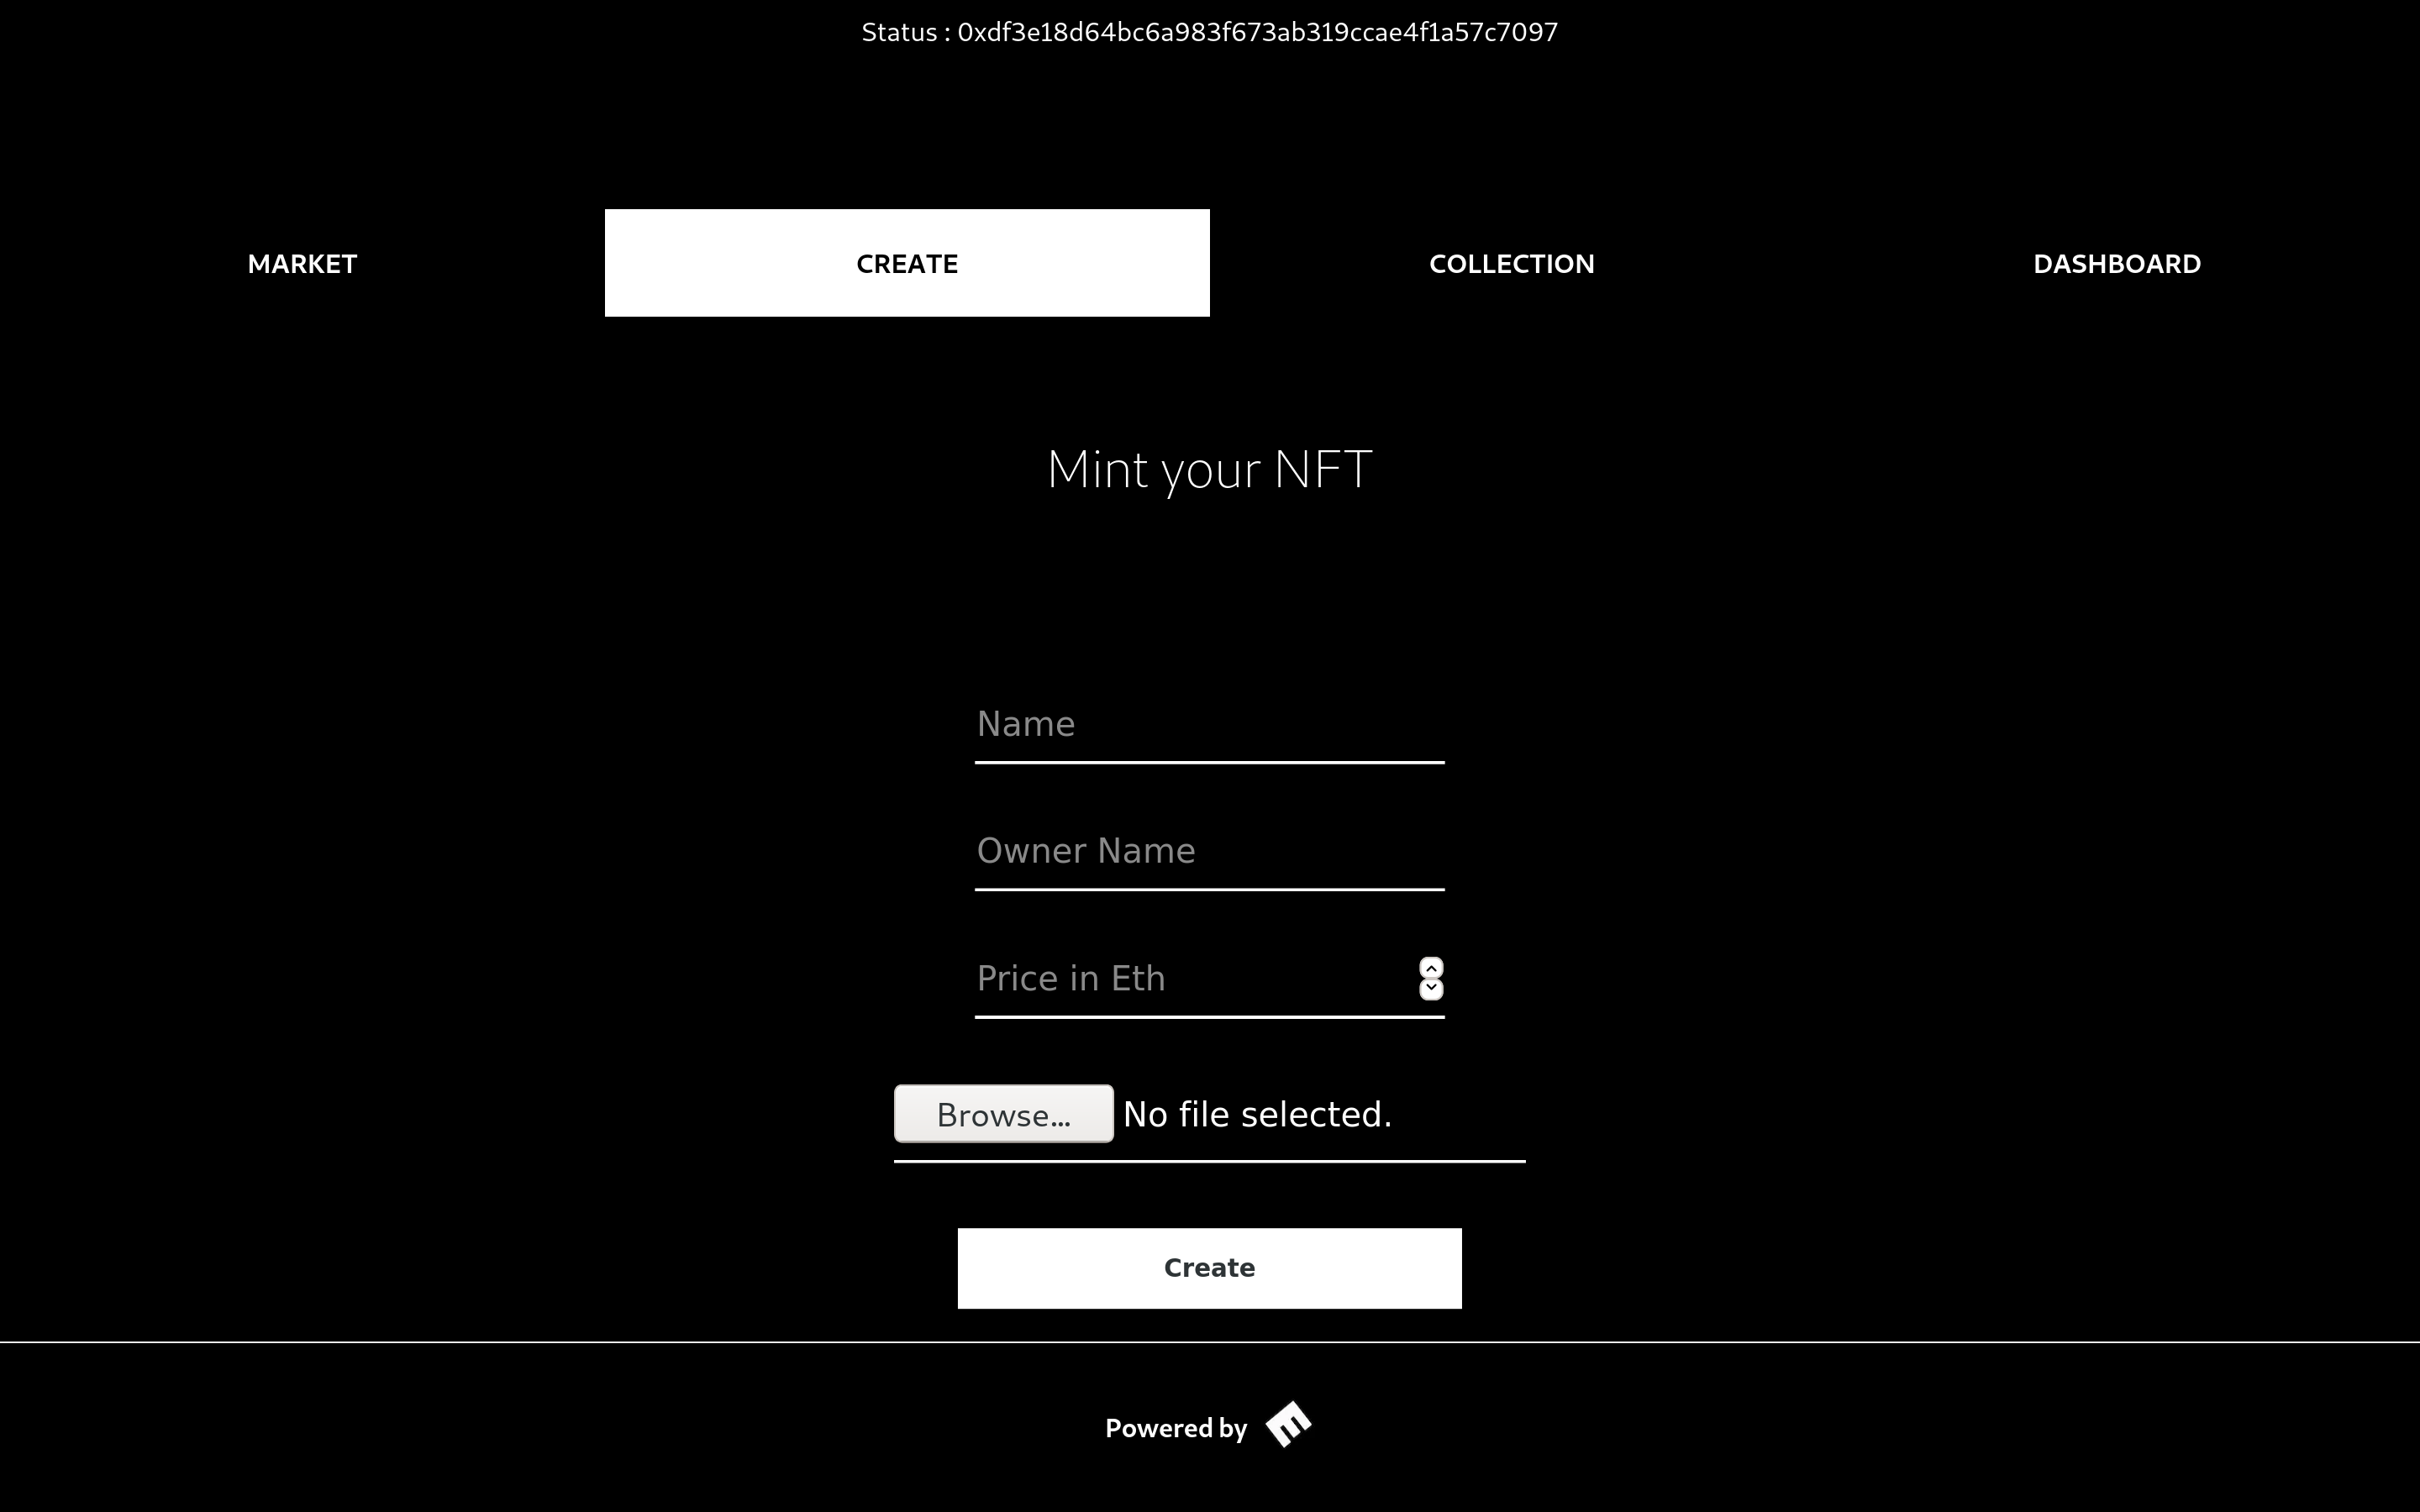 Status : 0xdf3e18d64bc6a983f673ab319ccae4f1a57c7097
MARKET CREATE COLLECTION DASHBOARD
Mint your NFT
Name
Owner Name
Price in Eth
Browse... No file selected.
Create
Powered by